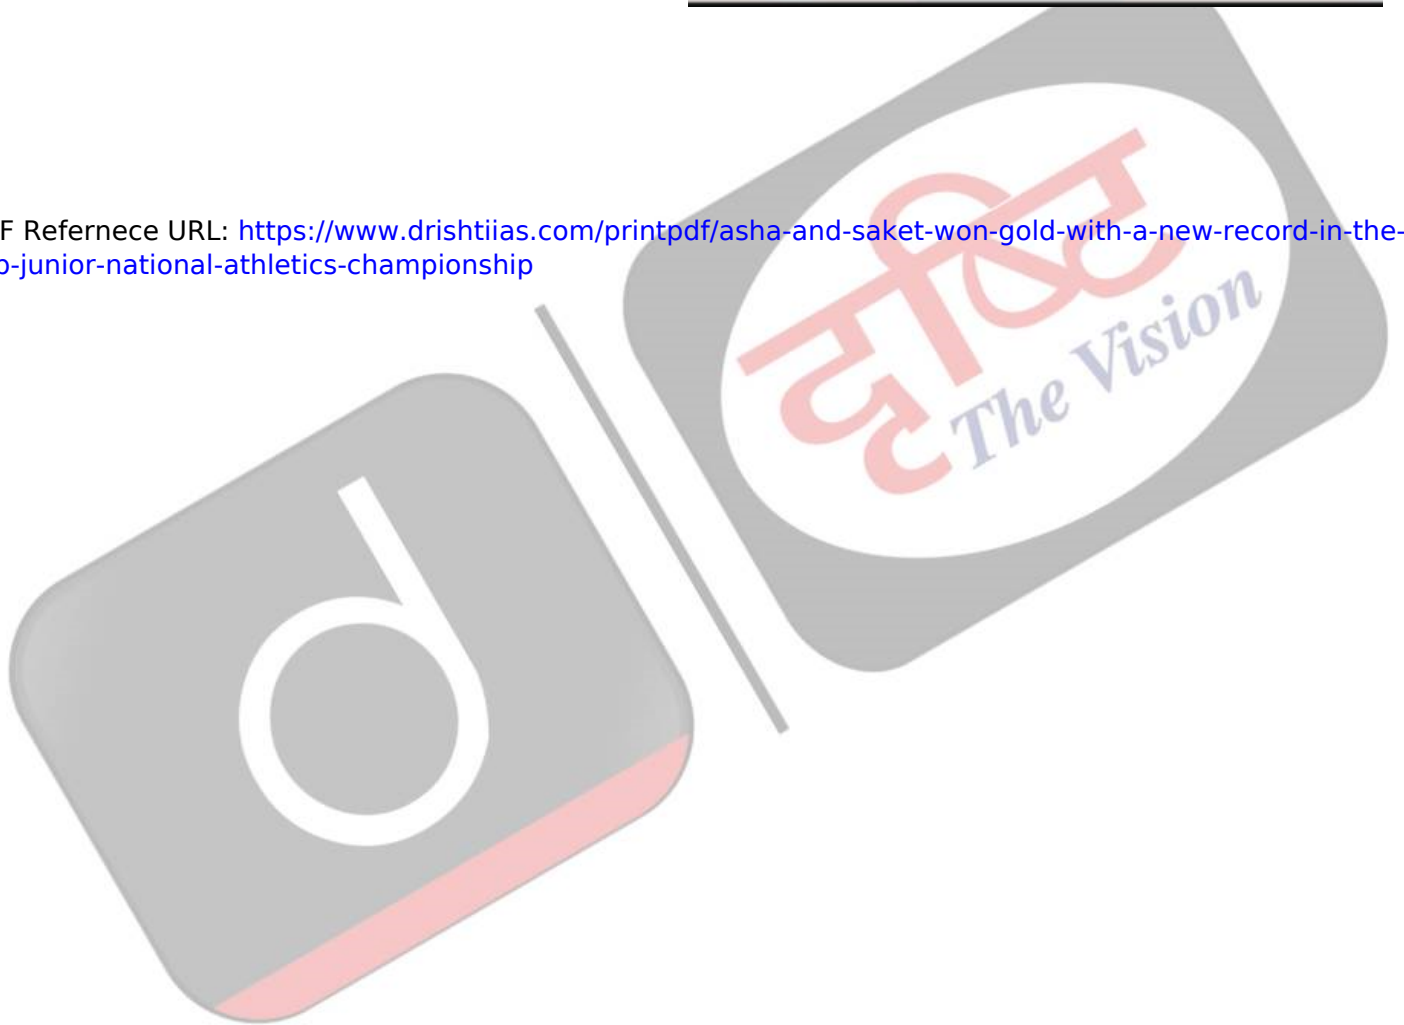 F Refernece URL: https://www.drishtiias.com/printpdf/asha-and-saket-won-gold-with-a-new-record-in-the-
-junior-national-athletics-championship
दृष्टि
The Vision
d